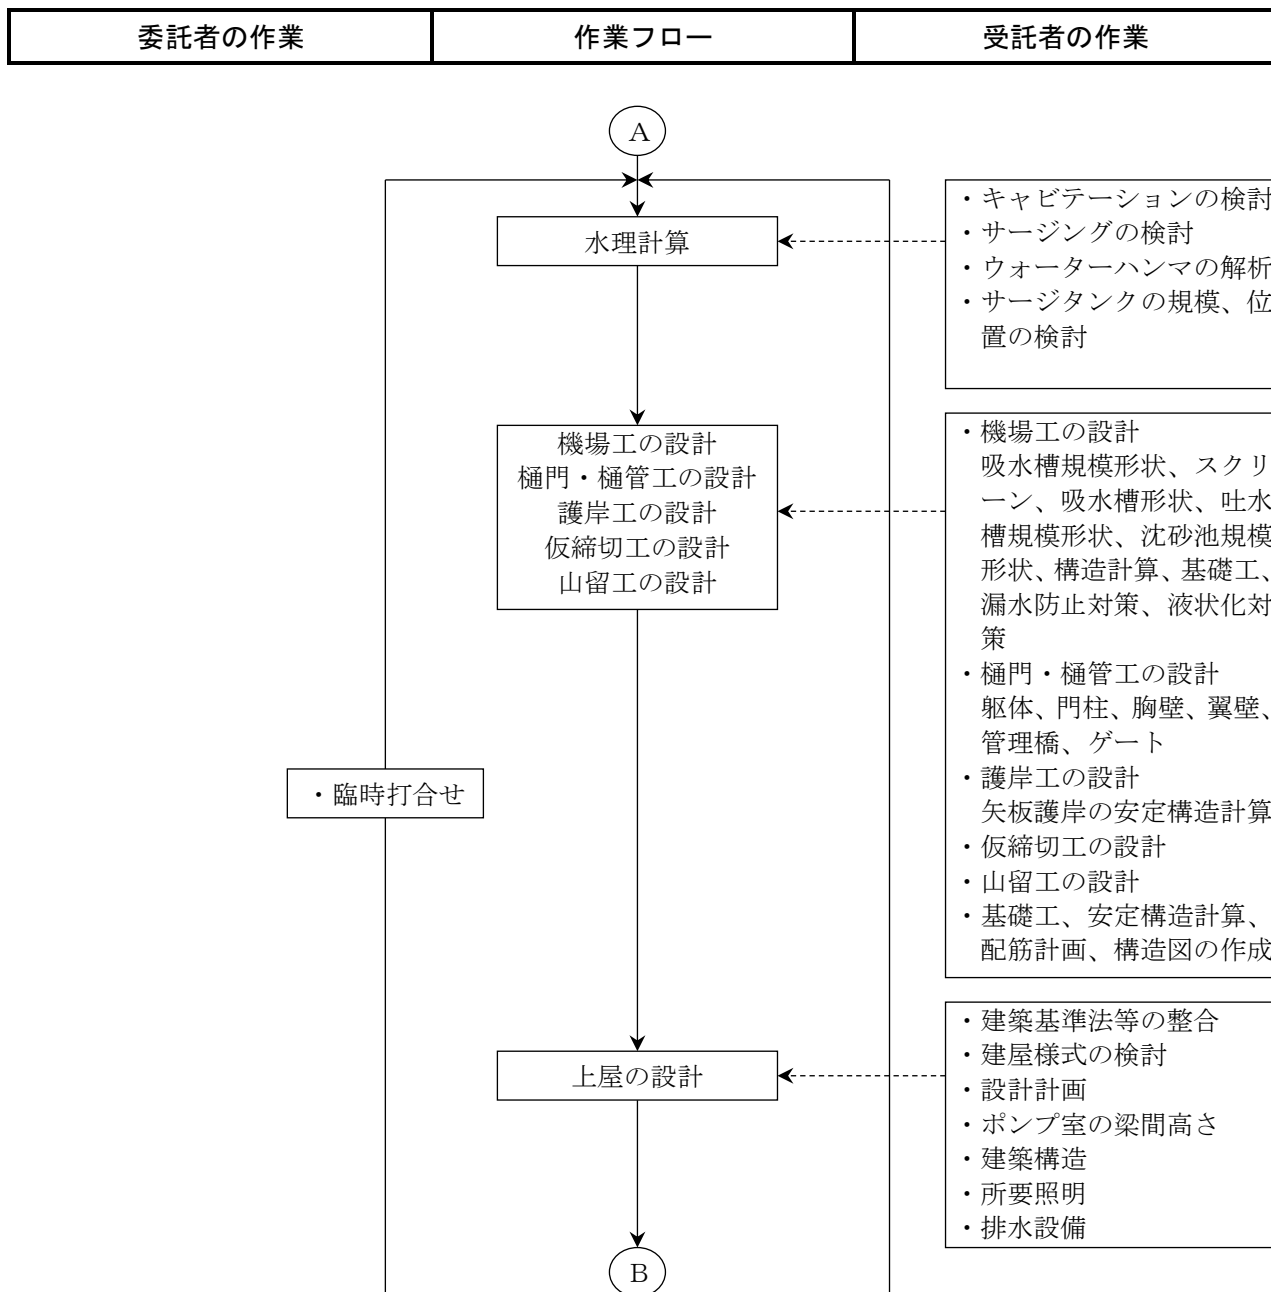 委託者の作業
作業フロー
受託者の作業
A
水理計算
・キャビテーションの検討
・サージングの検討
・ウォーターハンマの解析
・サージタンクの規模、位
置の検討
機場工の設計
樋門・樋管工の設計
護岸工の設計
仮締切工の設計
山留工の設計
・機場工の設計
吸水槽規模形状、スクリ
ーン、吸水槽形状、吐水
槽規模形状、沈砂池規模
形状、構造計算、基礎工、
漏水防止対策、液状化対
策
・樋門・樋管工の設計
躯体、門柱、胸壁、翼壁、
管理橋、ゲート
・護岸工の設計
矢板護岸の安定構造計算
・仮締切工の設計
・山留工の設計
・基礎工、安定構造計算、
配筋計画、構造図の作成
・臨時打合せ
上屋の設計
・建築基準法等の整合
・建屋様式の検討
・設計計画
・ポンプ室の梁間高さ
・建築構造
・所要照明
・排水設備
B